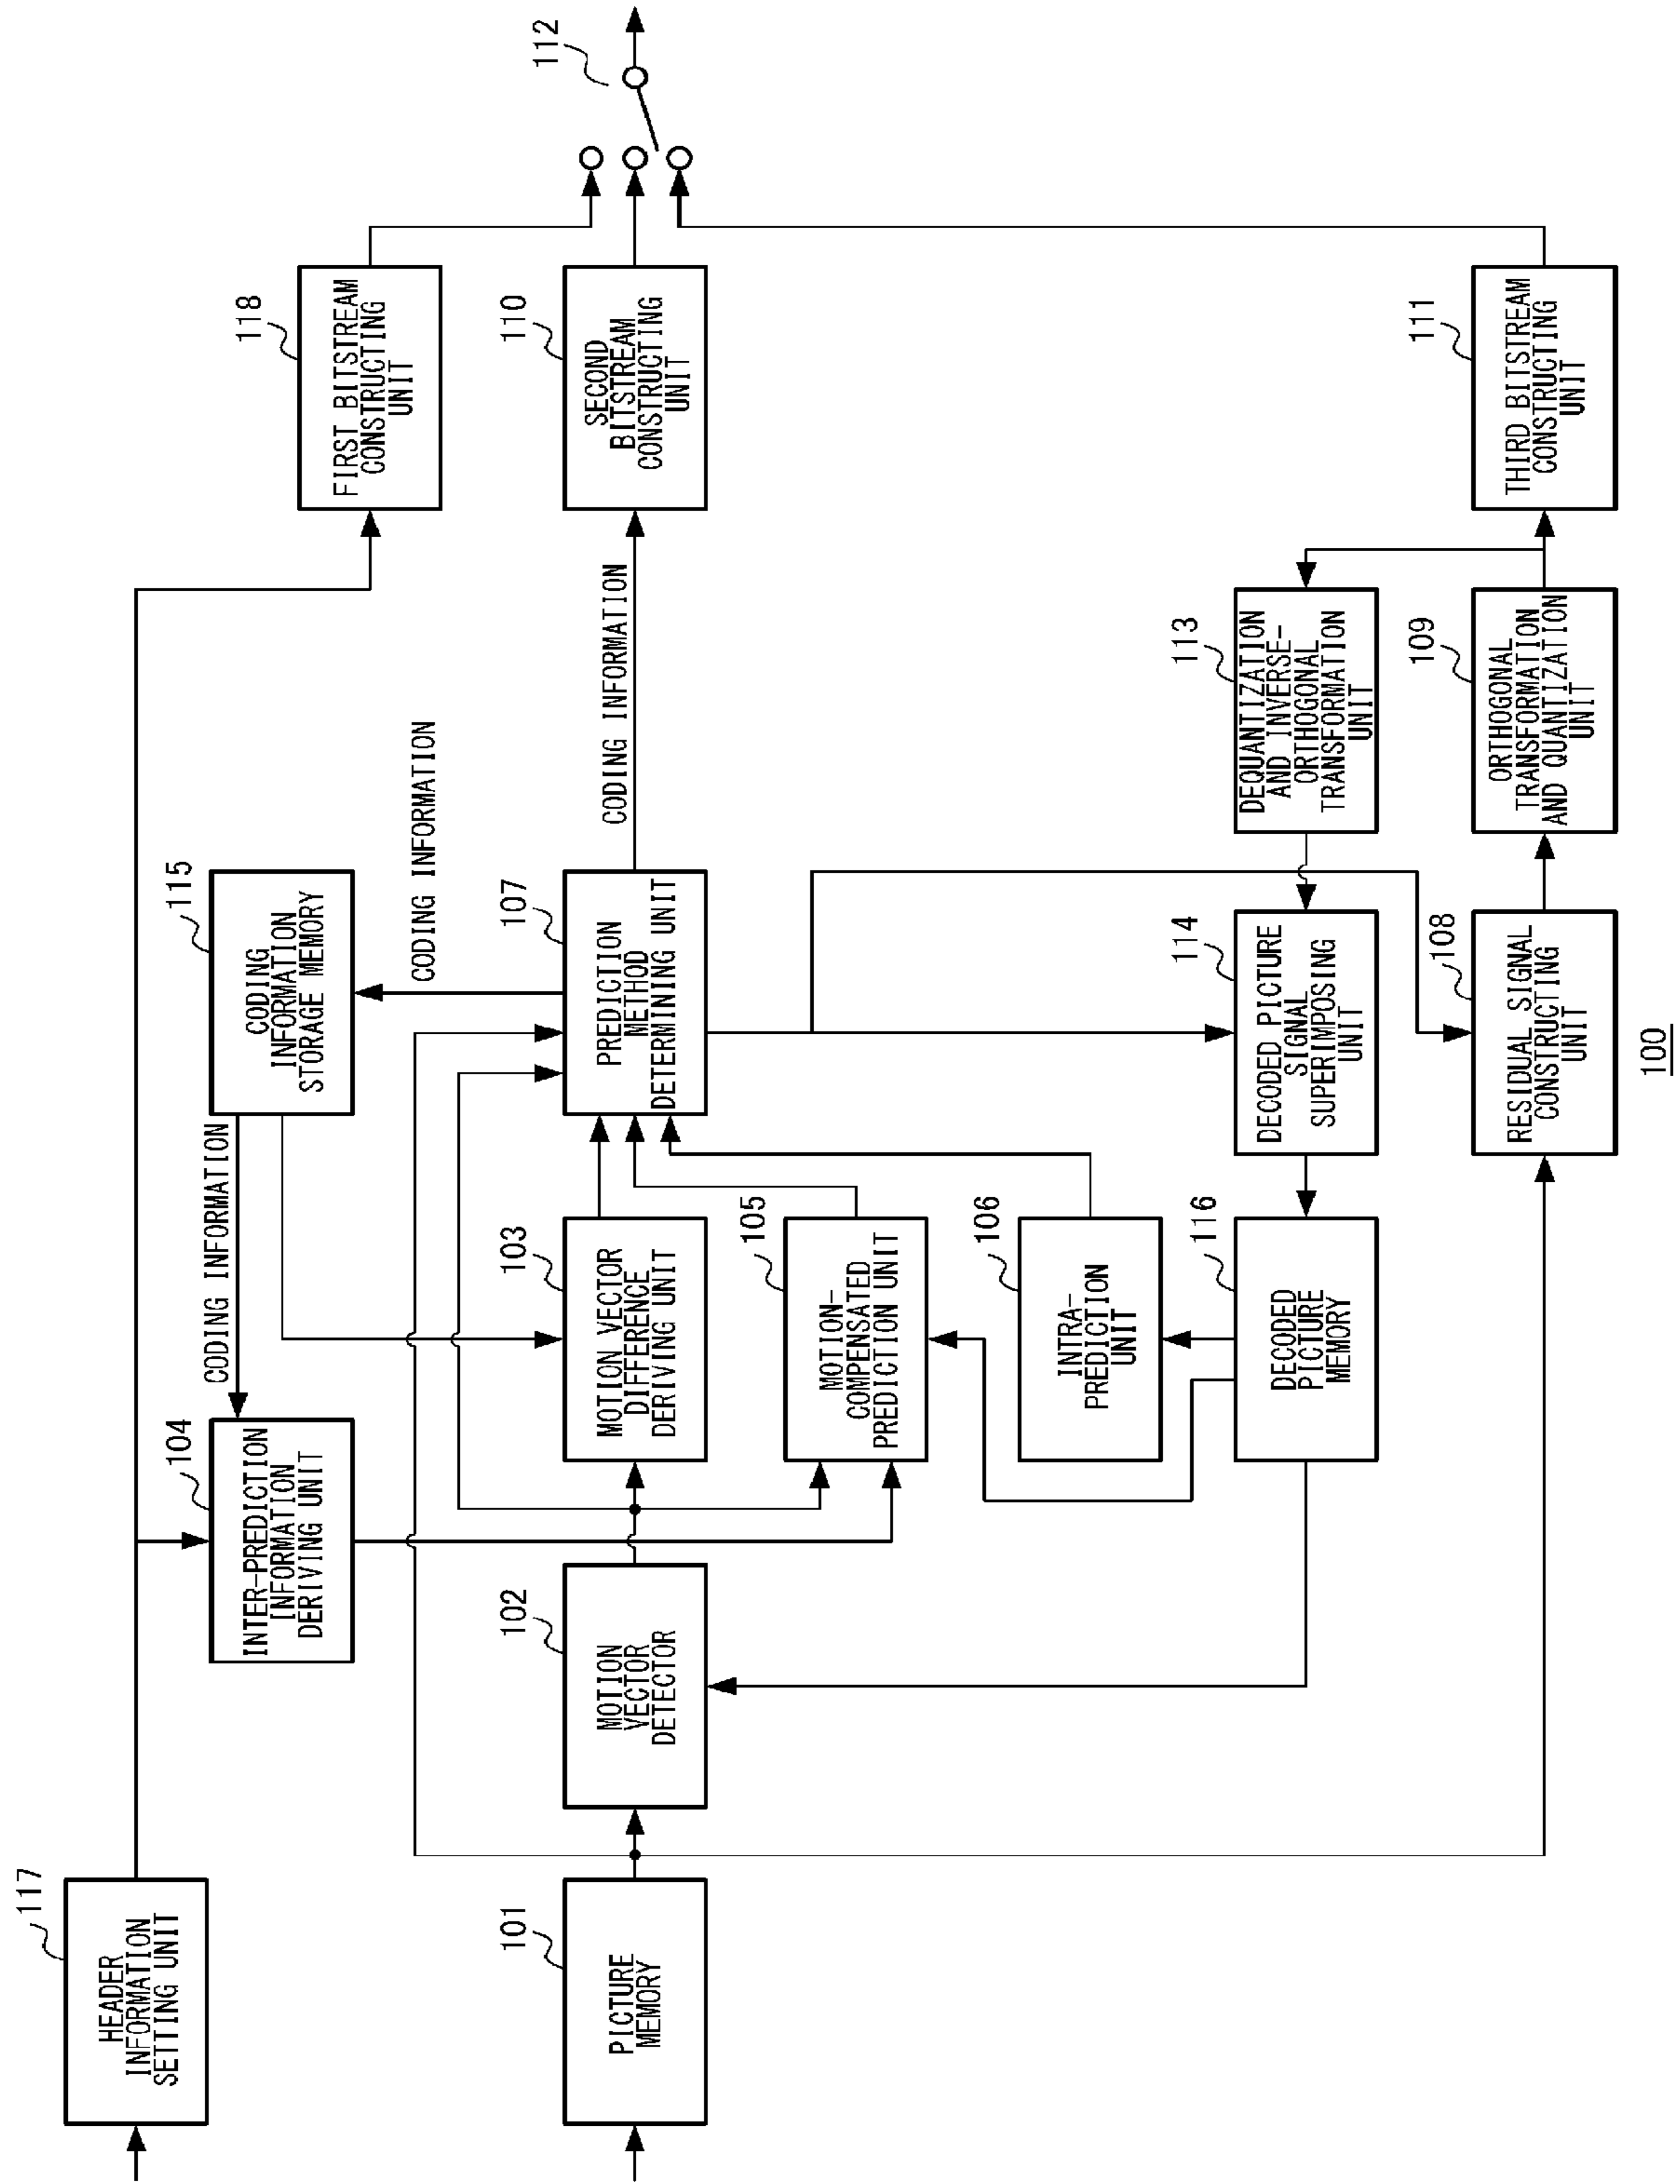 117
HEADER
INFORMATION
SETTING UNIT
104
INTER-PREDICTION
INFORMATION
DERIVING UNIT
CODING INFORMATION
115
CODING
INFORMATION
STORAGE MEMORY
CODING INFORMATION
118
FIRST BITSTREAM
CONSTRUCTING
UNIT
112
101
PICTURE
MEMORY
102
MOTION
VECTOR
DETECTOR
103
MOTION VECTOR
DIFFERENCE
DERIVING UNIT
107
PREDICTION
METHOD
DETERMINING UNIT
CODING INFORMATION
110
SECOND
BITSTREAM
CONSTRUCTING
UNIT
105
MOTION-
COMPENSATED
PREDICTION UNIT
106
INTRA-
PREDICTION
UNIT
116
DECODED
PICTURE
MEMORY
114
DECODED PICTURE
SIGNAL
SUPERIMPOSING
UNIT
113
DEQUANTIZATION
AND INVERSE-
ORTHOGONAL
TRANSFORMATION
UNIT
108
RESIDUAL SIGNAL
CONSTRUCTING
UNIT
109
ORTHOGONAL
TRANSFORMATION
AND QUANTIZATION
UNIT
111
THIRD BITSTREAM
CONSTRUCTING
UNIT
100